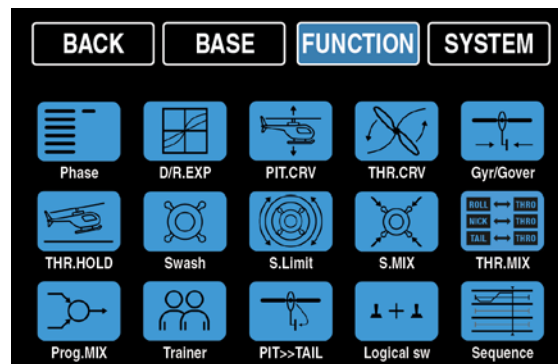 BACK BASE FUNCTION SYSTEM
Phase D/R.EXP PIT.CRV THR.CRV Gyr/Gover
ROLL THRO
NICK THRO
TAIL THRO
THR.HOLD Swash S.Limit S.MIX THR.MIX
Prog.MIX Trainer PIT>>TAIL Logical sw Sequence